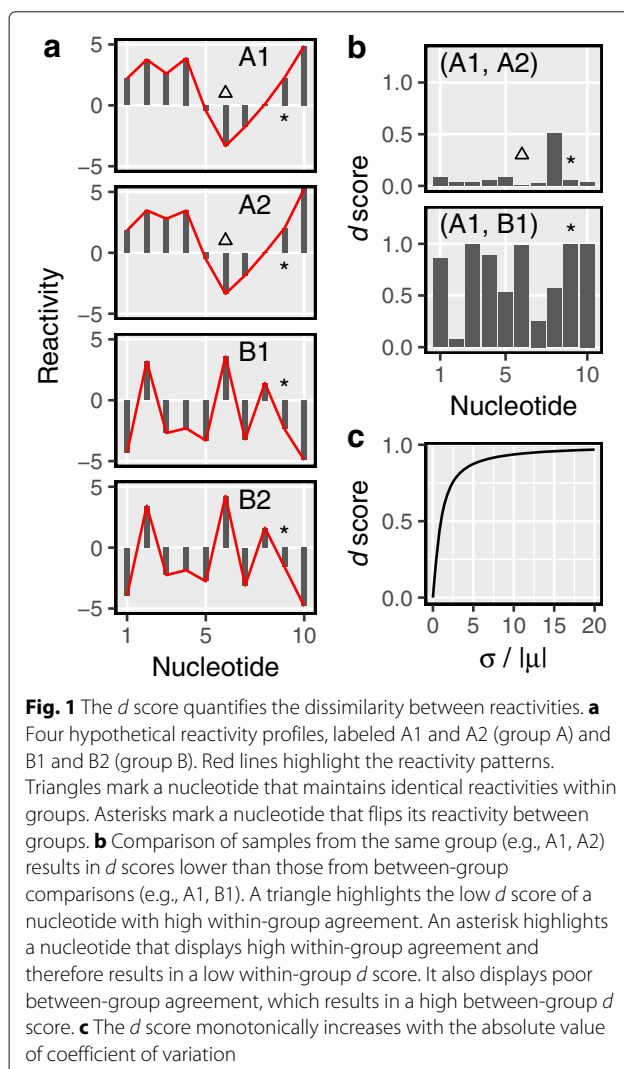 a
b
A1
5
0
−5
△
*
A2
5
0
−5
△
*
B1
5
0
−5
*
B2
5
0
−5
*
1 5 10
Nucleotide
Reactivity
(A1, A2)
1.0
0.5
0.0
△
*
(A1, B1)
1.0
0.5
0.0
*
d score
1 5 10
Nucleotide
c
1.0
0.5
0.0
d score
0 5 10 15 20
σ / |μ|
Fig. 1 The d score quantifies the dissimilarity between reactivities. a
Four hypothetical reactivity profiles, labeled A1 and A2 (group A) and
B1 and B2 (group B). Red lines highlight the reactivity patterns.
Triangles mark a nucleotide that maintains identical reactivities within
groups. Asterisks mark a nucleotide that flips its reactivity between
groups. b Comparison of samples from the same group (e.g., A1, A2)
results in d scores lower than those from between-group
comparisons (e.g., A1, B1). A triangle highlights the low d score of a
nucleotide with high within-group agreement. An asterisk highlights
a nucleotide that displays high within-group agreement and
therefore results in a low within-group d score. It also displays poor
between-group agreement, which results in a high between-group d
score. c The d score monotonically increases with the absolute value
of coefficient of variation